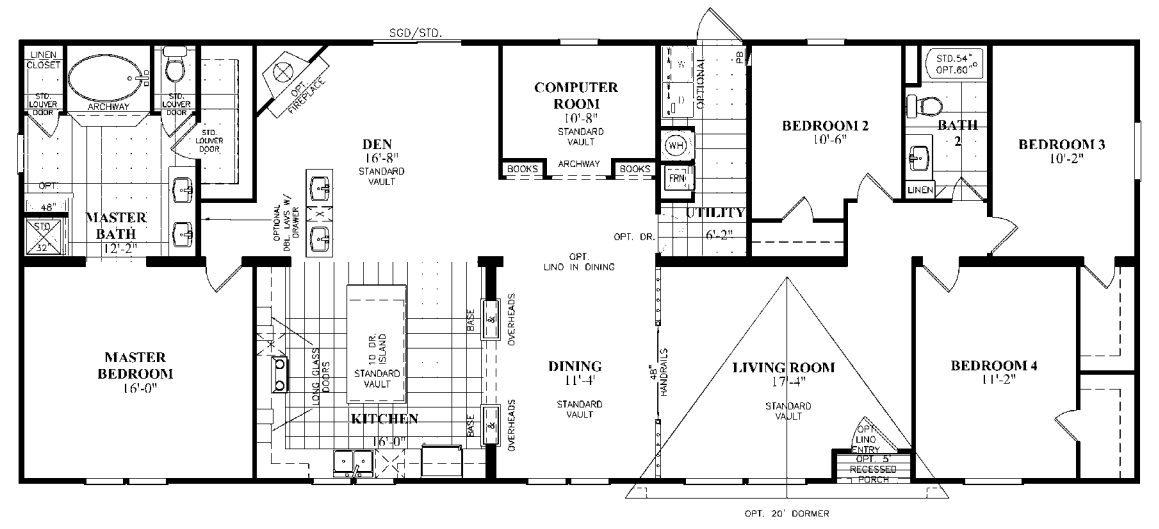 SGD/STD.
LINEN
CLOSET
STD.
LOUVER
DOOR
ARCHWAY
STD.
LOUVER
DOOR
STD.
LOUVER
DOOR
OPT.
48"
STD.
32"
MASTER
BATH
12'-2"
OPT.
FIREPLACE
DEN
16'-8"
STANDARD
VAULT
OPTIONAL
DBL LAVS W/
DRAWER
COMPUTER
ROOM
10'-8"
STANDARD
VAULT
ARCHWAY
BOOKS
BOOKS
OPTIONAL
W
D
PB
WH
FRN
UTILITY
6'-2"
OPT. DR.
OPT.
LINO IN DINING
BEDROOM 2
10'-6"
STD.54"
OPT.60"
BATH
2
LINEN
BEDROOM 3
10'-2"
MASTER
BEDROOM
16'-0"
LONG GLASS
DOORS
10 DR.
ISLAND
STANDARD
VAULT
KITCHEN
16'-0"
BASE
&
OVERHEADS
BASE
&
OVERHEADS
DINING
11'-4'
STANDARD
VAULT
48"
HANDRAILS
LIVING ROOM
17'-4"
STANDARD
VAULT
OPT.
LINO
ENTRY
OPT. 5'
RECESSED
PORCH
BEDROOM 4
11'-2"
OPT. 20' DORMER